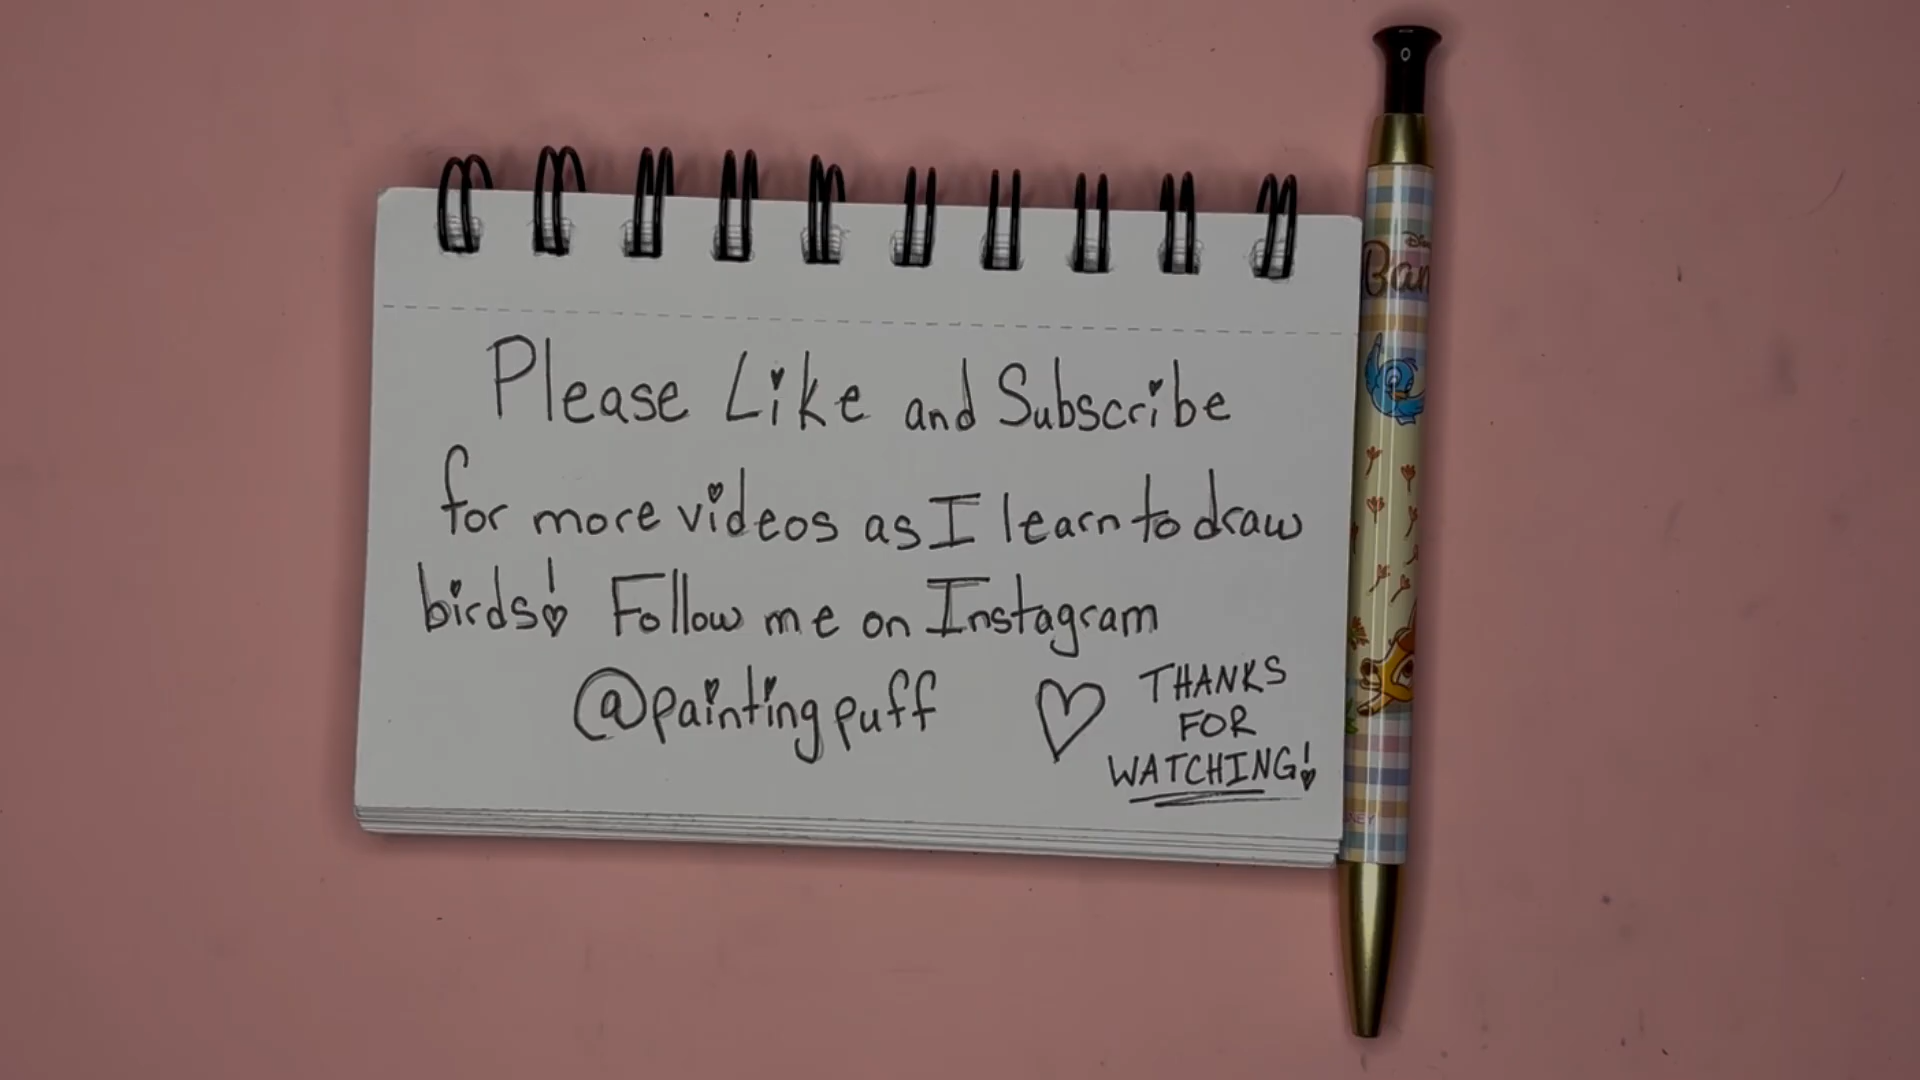 Please Like and Subscribe
for more videos as I learn to draw
birds! Follow me on Instagram
@paintingpuff
THANKS
FOR
WATCHING!